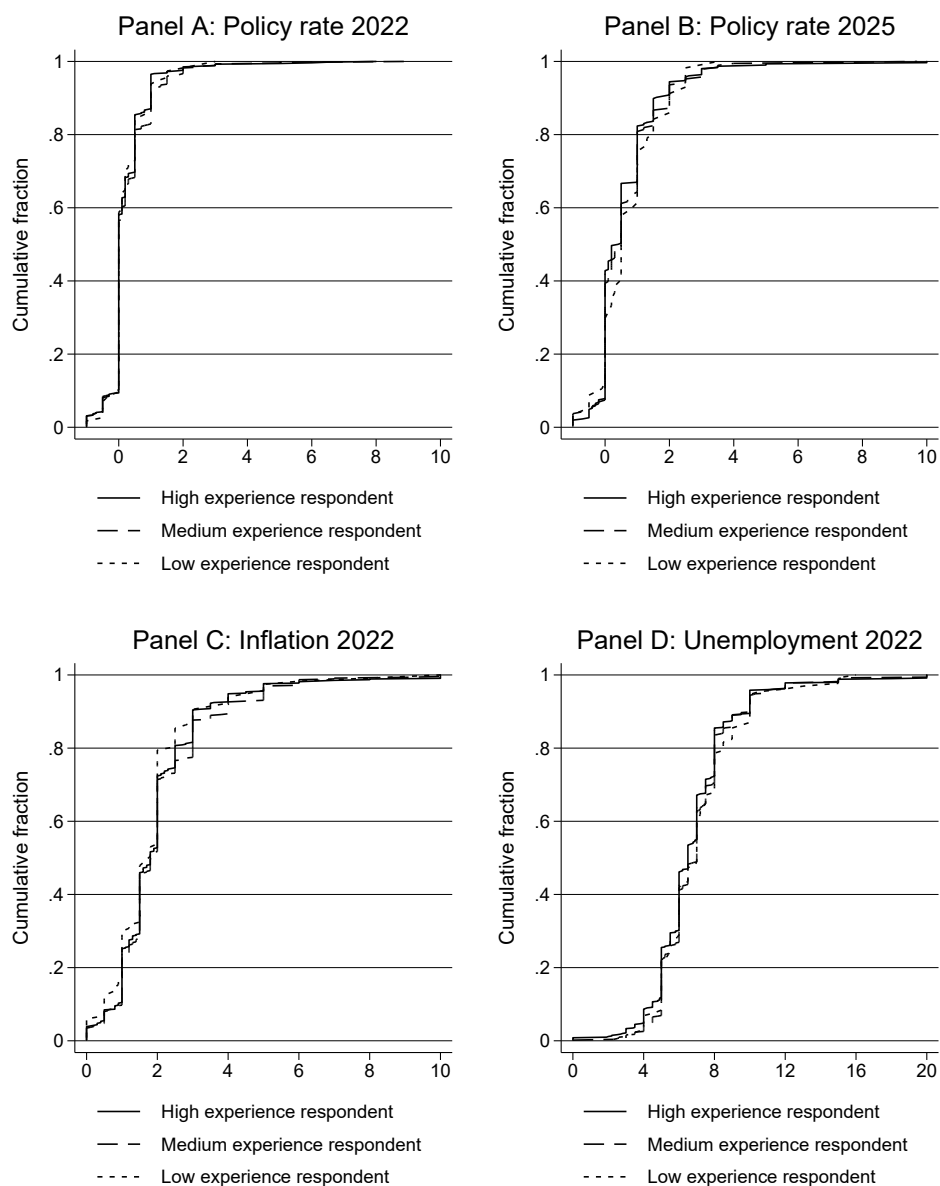 Panel A: Policy rate 2022
Cumulative fraction
1
.8
.6
.4
.2
0
0 2 4 6 8 10
High experience respondent
Medium experience respondent
Low experience respondent
Panel B: Policy rate 2025
Cumulative fraction
1
.8
.6
.4
.2
0
0 2 4 6 8 10
High experience respondent
Medium experience respondent
Low experience respondent
Panel C: Inflation 2022
Cumulative fraction
1
.8
.6
.4
.2
0
0 2 4 6 8 10
High experience respondent
Medium experience respondent
Low experience respondent
Panel D: Unemployment 2022
Cumulative fraction
1
.8
.6
.4
.2
0
0 4 8 12 16 20
High experience respondent
Medium experience respondent
Low experience respondent